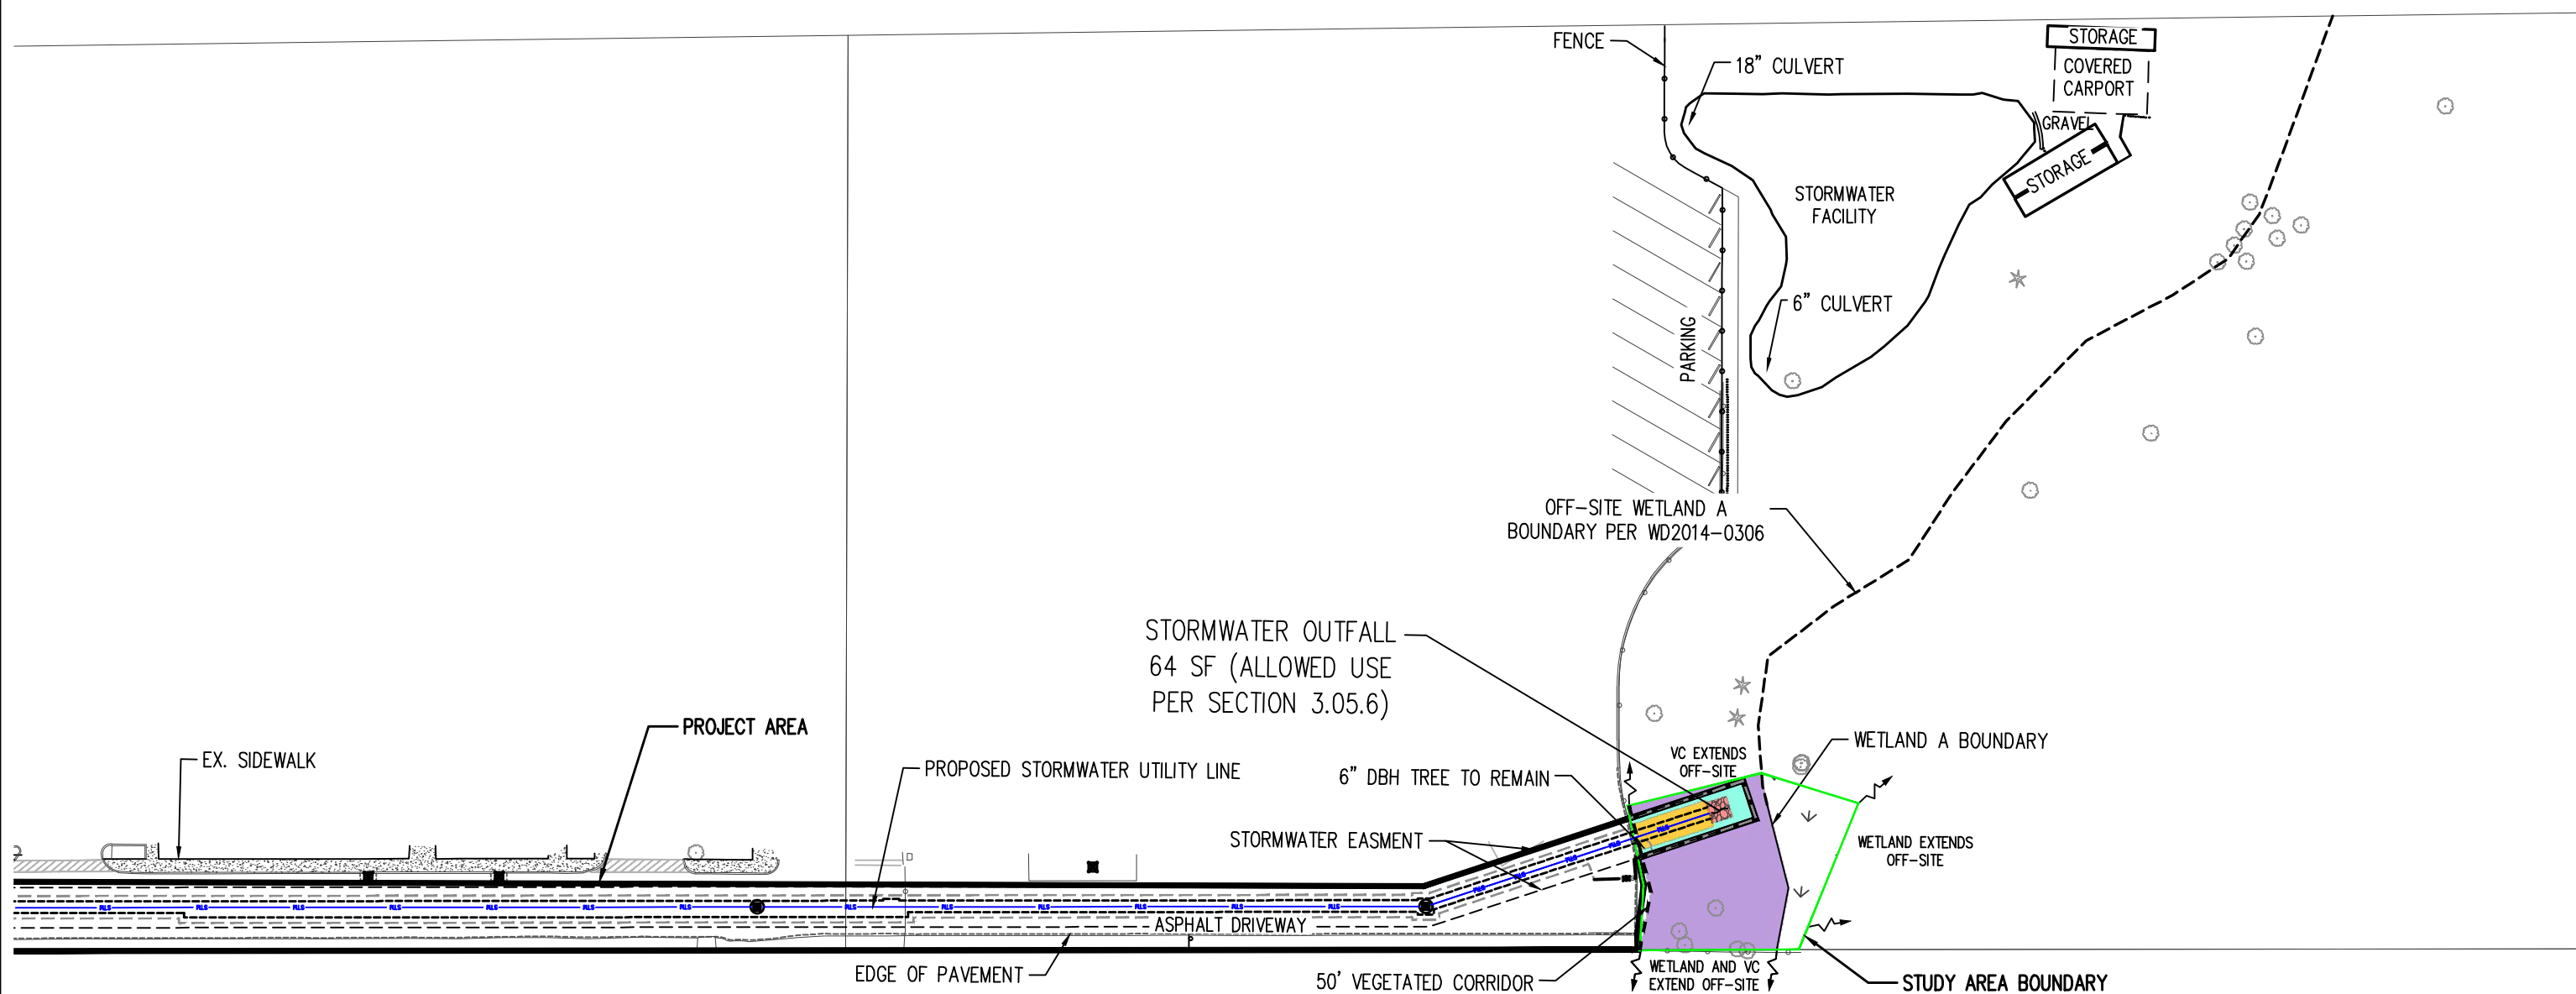 FENCE
18" CULVERT
STORAGE
COVERED
CARPORT
GRAVEL
STORAGE
STORMWATER
FACILITY
6" CULVERT
PARKING
OFF-SITE WETLAND A
BOUNDARY PER WD2014-0306
STORMWATER OUTFALL
64 SF (ALLOWED USE
PER SECTION 3.05.6)
PROJECT AREA
EX. SIDEWALK
PROPOSED STORMWATER UTILITY LINE
6" DBH TREE TO REMAIN
VC EXTENDS
OFF-SITE
WETLAND A BOUNDARY
STORMWATER EASMENT
WETLAND EXTENDS
OFF-SITE
ASPHALT DRIVEWAY
EDGE OF PAVEMENT
50' VEGETATED CORRIDOR
WETLAND AND VC
EXTEND OFF-SITE
STUDY AREA BOUNDARY